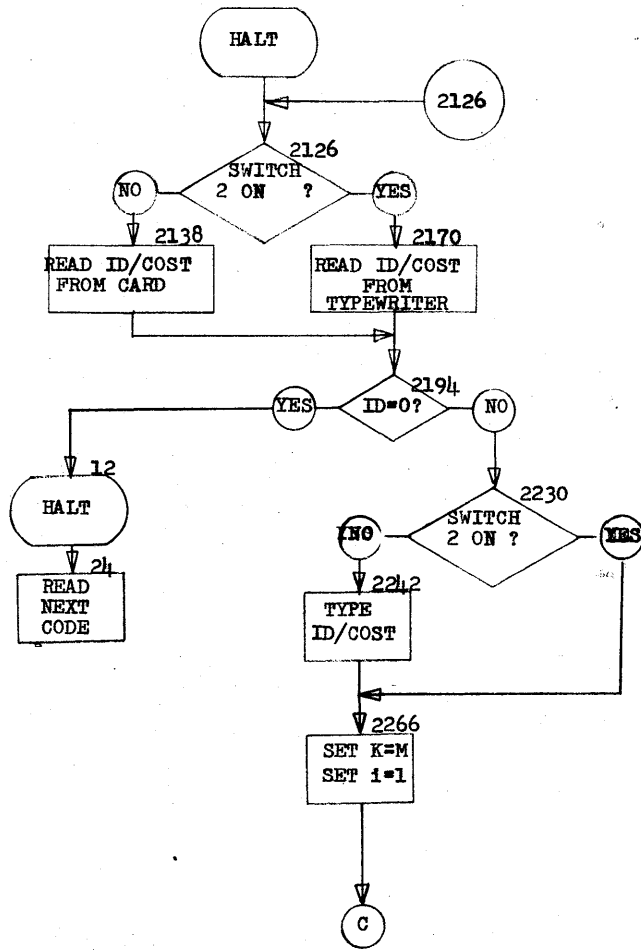 HALT
2126
2126
SWITCH
2 ON ?
NO
YES
2138
READ ID/COST
FROM CARD
2170
READ ID/COST
FROM
TYPEWRITER
2194
ID=0?
YES
NO
12
HALT
24
READ
NEXT
CODE
2230
SWITCH
2 ON ?
NO
YES
2242
TYPE
ID/COST
2266
SET K=M
SET i=1
C